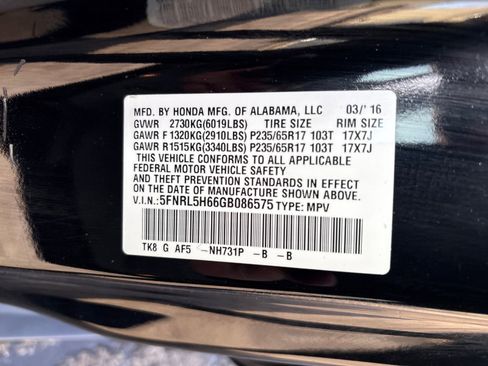 MFD. BY HONDA MFG. OF ALABAMA, LLC 03/'16
GVWR 2730KG(6019LBS) TIRE SIZE RIM SIZE
GAWR F 1320KG(2910LBS) P235/65R17 103T 17X7J
GAWR R 1515KG(3340LBS) P235/65R17 103T 17X7J
THIS VEHICLE CONFORMS TO ALL APPLICABLE
FEDERAL MOTOR VEHICLE SAFETY
AND THEFT PREVENTION STANDARDS IN EFFECT
ON THE DATE OF MANUFACTURE SHOWN ABOVE.
V.I.N.: 5FNRL5H66GB086575 TYPE: MPV
TK8 G AF5 -NH731P -B -B